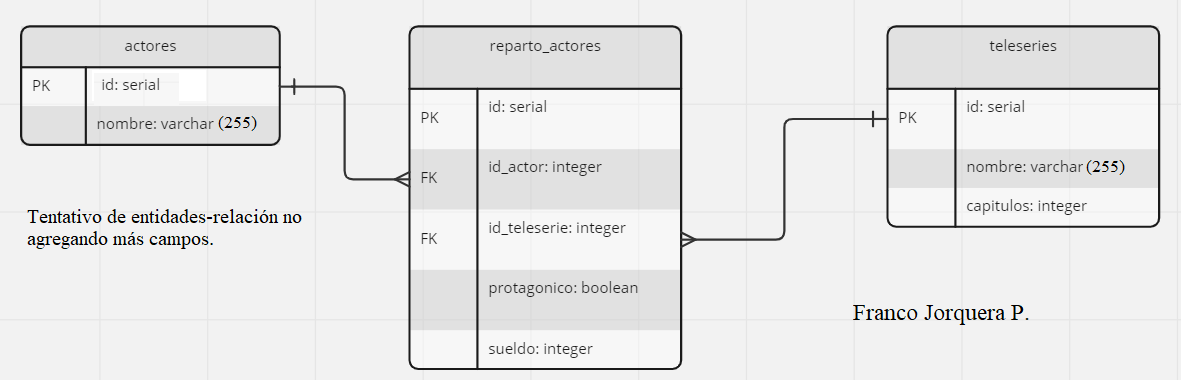 actores
PK id: serial
nombre: varchar (255)
Tentativo de entidades-relación no
agregando más campos.
reparto_actores
PK id: serial
FK id_actor: integer
FK id_teleserie: integer
protagonico: boolean
sueldo: integer
teleseries
PK id: serial
nombre: varchar (255)
capitulos: integer
Franco Jorquera P.